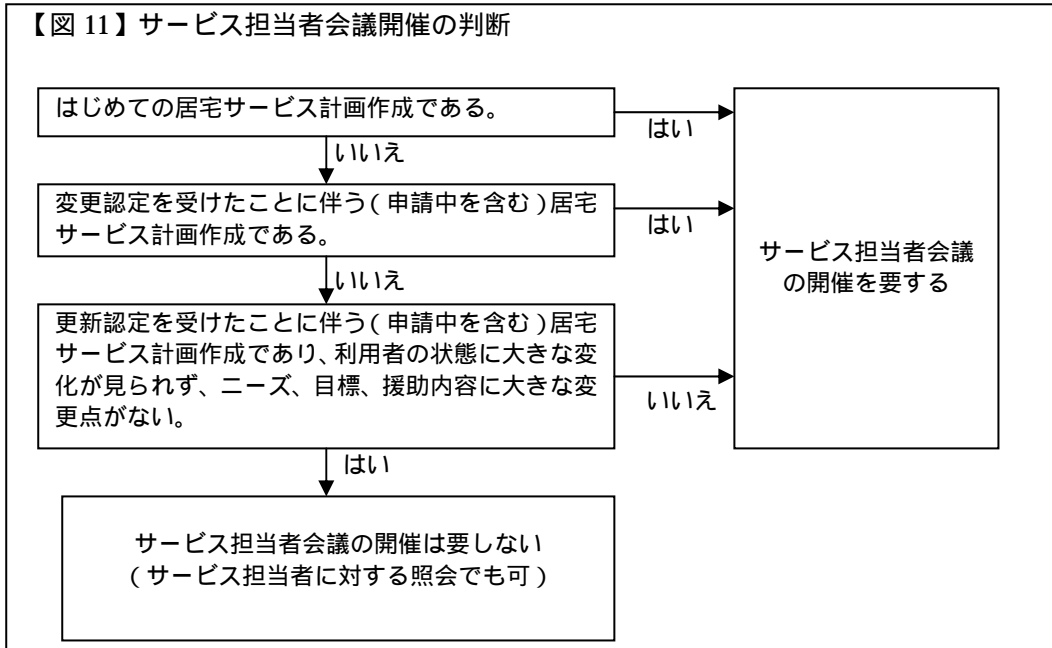 【図 11】サービス担当者会議開催の判断
はじめての居宅サービス計画作成である。
はい
いいえ
変更認定を受けたことに伴う(申請中を含む)居宅
サービス計画作成である。
はい
いいえ
更新認定を受けたことに伴う(申請中を含む)居宅
サービス計画作成であり、利用者の状態に大きな変
化が見られず、ニーズ、目標、援助内容に大きな変
更点がない。
いいえ
はい
サービス担当者会議
の開催を要する
サービス担当者会議の開催は要しない
(サービス担当者に対する照会でも可)